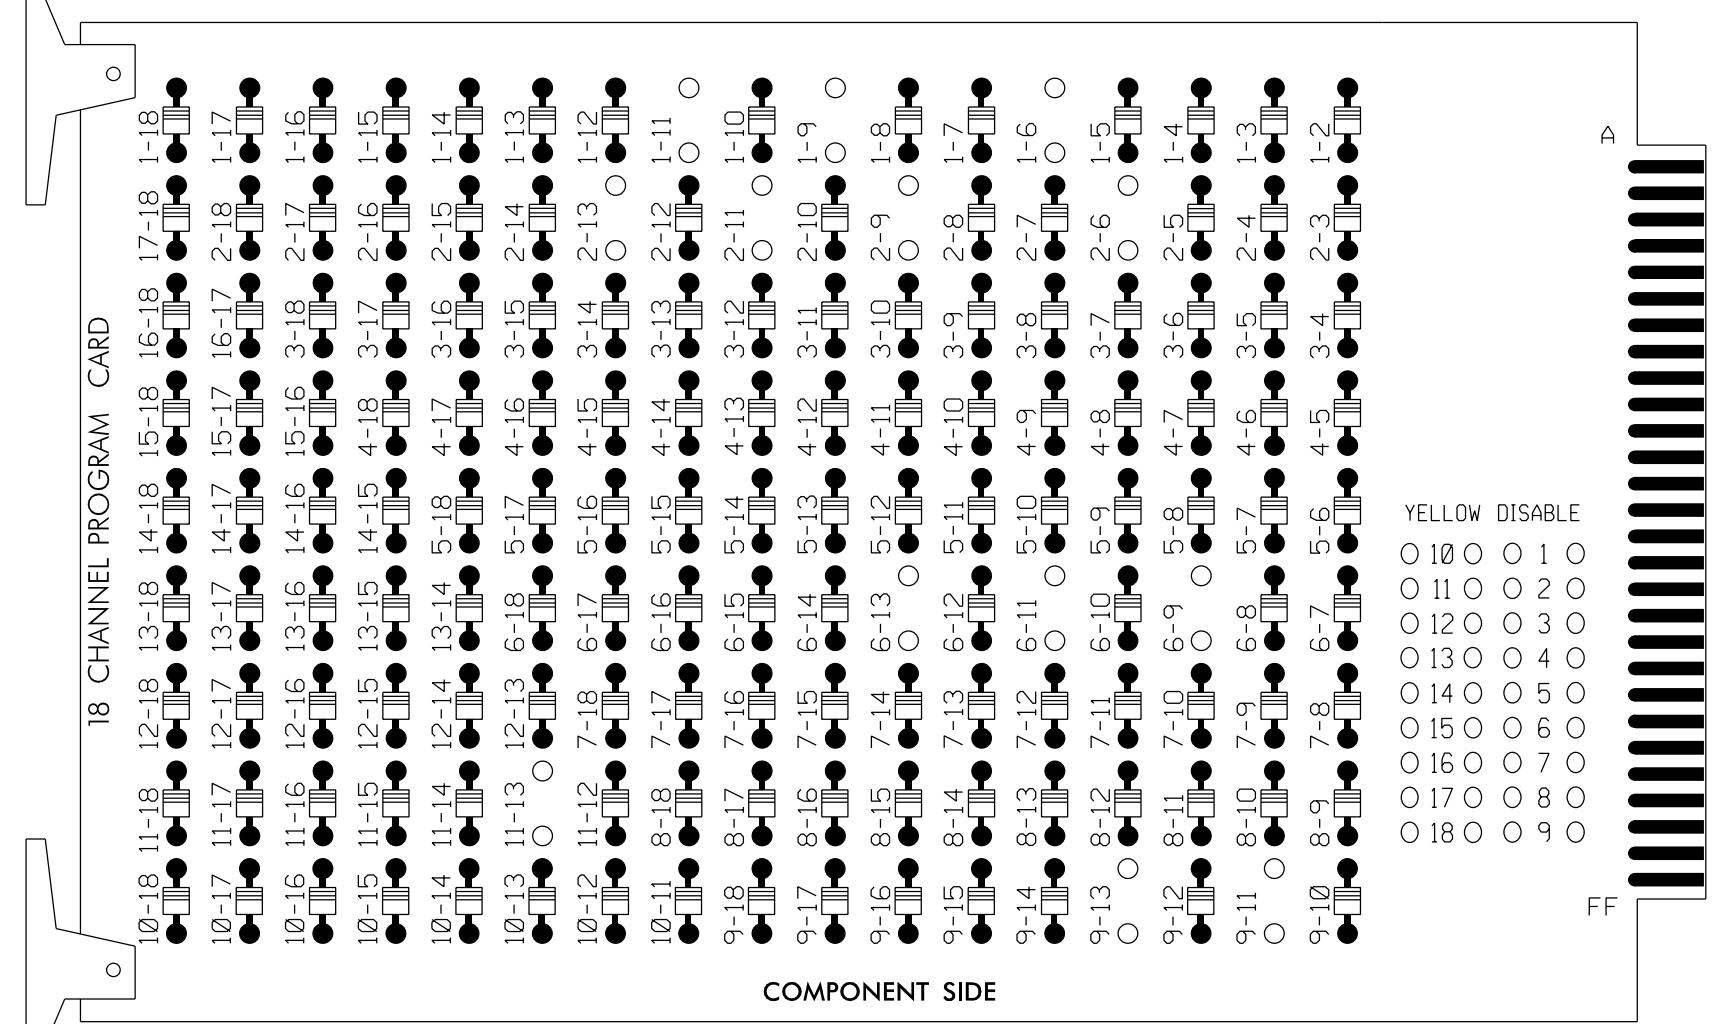 1-18 1-17 1-16 1-15 1-14 1-13 1-12 1-11 1-10 1-9 1-8 1-7 1-6 1-5 1-4 1-3 1-2
17-18 2-18 2-17 2-16 2-15 2-14 2-13 2-12 2-11 2-10 2-9 2-8 2-7 2-6 2-5 2-4 2-3
16-18 16-17 3-18 3-17 3-16 3-15 3-14 3-13 3-12 3-11 3-10 3-9 3-8 3-7 3-6 3-5 3-4
15-18 15-17 15-16 4-18 4-17 4-16 4-15 4-14 4-13 4-12 4-11 4-10 4-9 4-8 4-7 4-6 4-5
14-18 14-17 14-16 14-15 5-18 5-17 5-16 5-15 5-14 5-13 5-12 5-11 5-10 5-9 5-8 5-7 5-6
13-18 13-17 13-16 13-15 13-14 6-18 6-17 6-16 6-15 6-14 6-13 6-12 6-11 6-10 6-9 6-8 6-7
12-18 12-17 12-16 12-15 12-14 12-13 7-18 7-17 7-16 7-15 7-14 7-13 7-12 7-11 7-10 7-9 7-8
11-18 11-17 11-16 11-15 11-14 11-13 11-12 8-18 8-17 8-16 8-15 8-14 8-13 8-12 8-11 8-10 8-9
10-18 10-17 10-16 10-15 10-14 10-13 10-12 10-11 9-18 9-17 9-16 9-15 9-14 9-13 9-12 9-11 9-10
18 CHANNEL PROGRAM CARD
A
YELLOW DISABLE
10 1
11 2
12 3
13 4
14 5
15 6
16 7
17 8
18 9
FF
COMPONENT SIDE